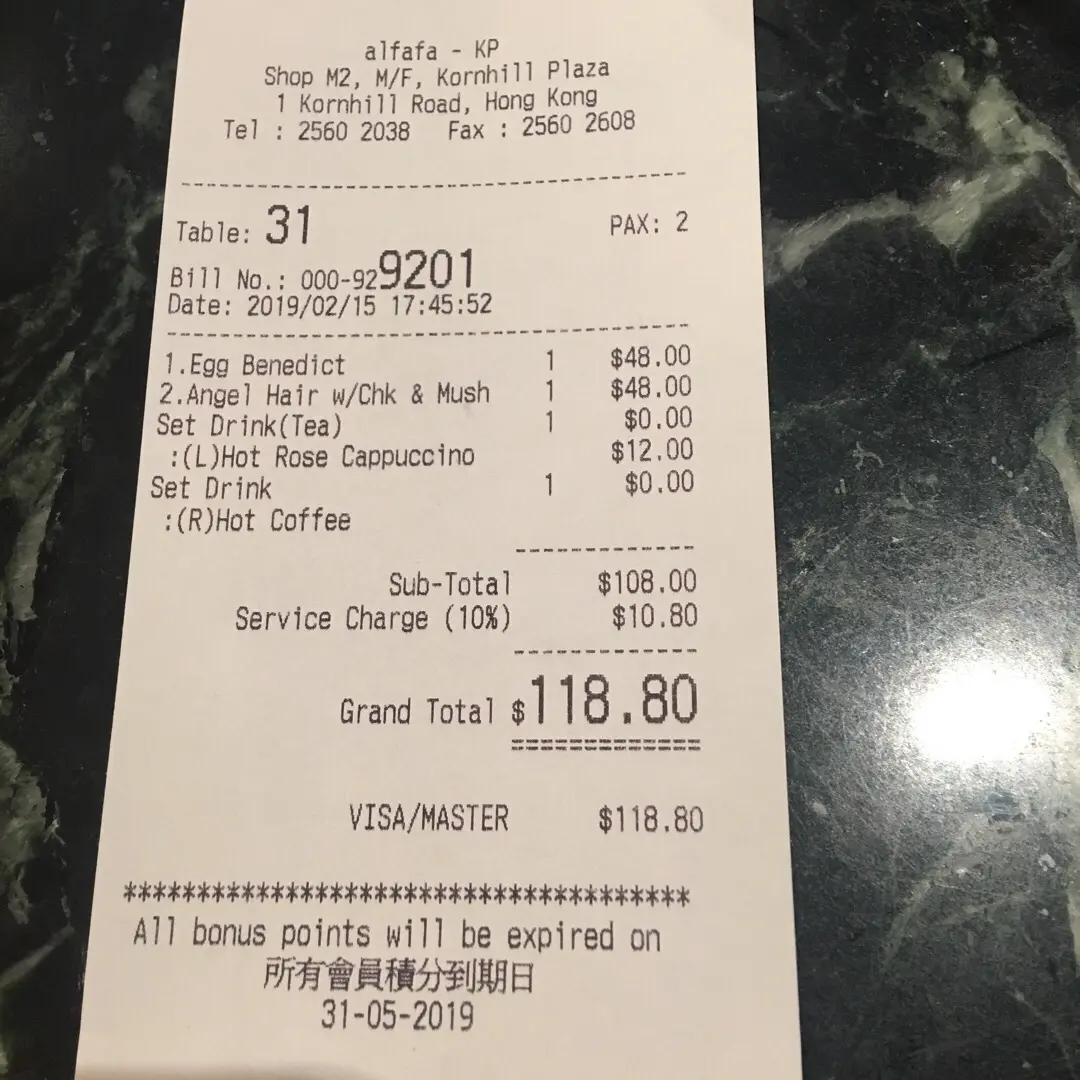 alfafa - KP
Shop M2, M/F, Kornhill Plaza
1 Kornhill Road, Hong Kong
Tel : 2560 2038 Fax : 2560 2608
Table: 31 PAX: 2
Bill No.: 000-929201
Date: 2019/02/15 17:45:52
1.Egg Benedict 1 $48.00
2.Angel Hair w/Chk & Mush 1 $48.00
Set Drink(Tea) 1 $0.00
:(L)Hot Rose Cappuccino $12.00
Set Drink 1 $0.00
:(R)Hot Coffee
Sub-Total $108.00
Service Charge (10%) $10.80
Grand Total $118.80
VISA/MASTER $118.80
***************************************
All bonus points will be expired on
所有會員積分到期日
31-05-2019